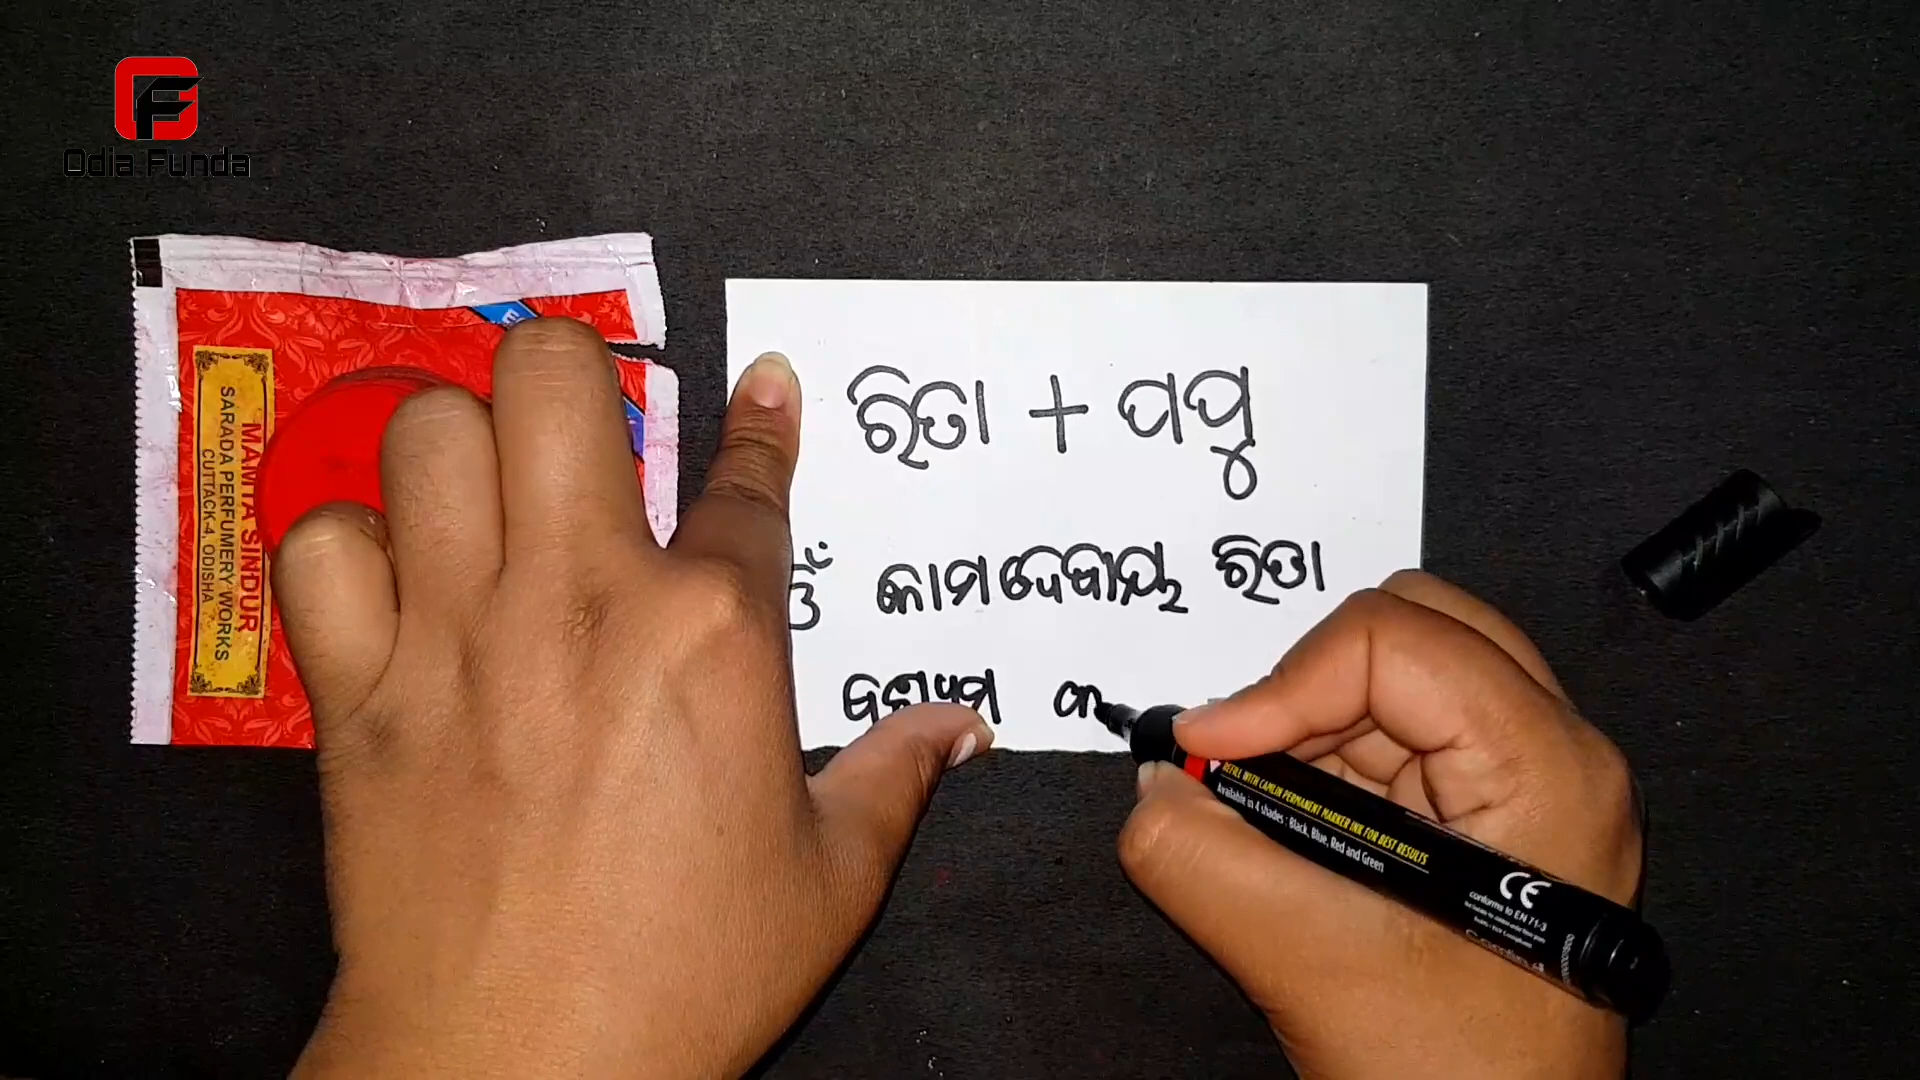 Odia Funda
MAMTA SINDUR
SARADA PERFUMERY WORKS
CUTTACK-4, ODISHA
ରିତା + ପପୁ
ଓଁ କାମଦେବାୟ ରିତା
REFILL WITH CAMLIN PERMANENT MARKER INK FOR BEST RESULTS
Available in 4 shades : Black, Blue, Red and Green
CE
conforms to EN 71-3